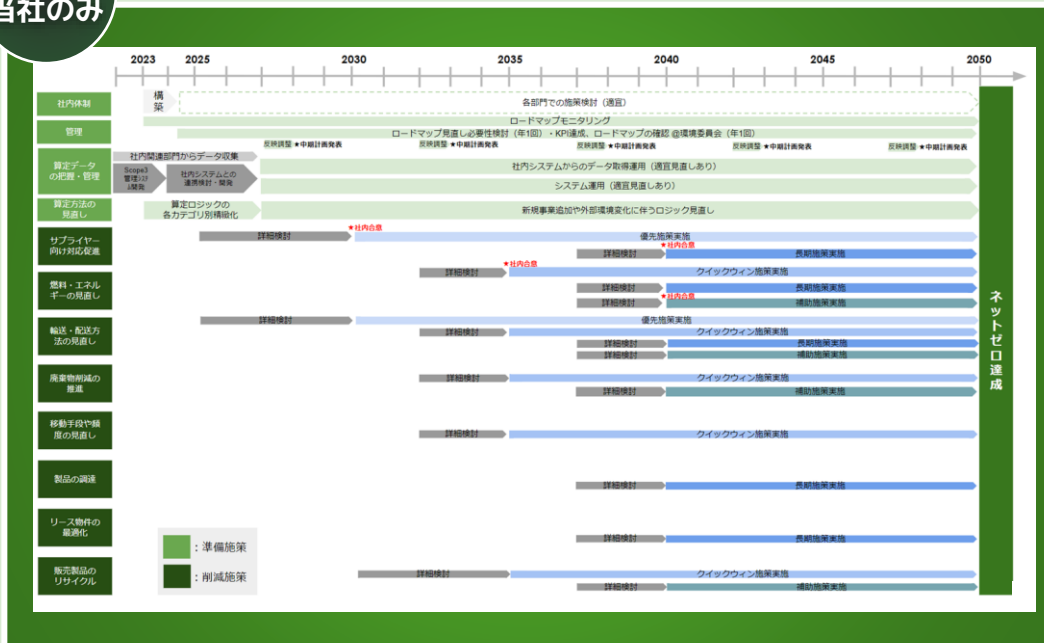 当社のみ
2023 2025 2030 2035 2040 2045 2050
社内体制
構
築
各部門での施策検討（適宜）
管理
ロードマップモニタリング
ロードマップ見直し必要性検討（年1回）・KPI達成、ロードマップの確認 @環境委員会（年1回）
反映調整 ★中期計画発表 反映調整 ★中期計画発表 反映調整 ★中期計画発表 反映調整 ★中期計画発表 反映調整 ★中期計画発表
算定データ
の把握・管理
社内関連部門からデータ収集
Scope3
管理ｼｽﾃ
ﾑ開発
社内システムとの
連携検討・開発
社内システムからのデータ取得運用（適宜見直しあり）
システム運用（適宜見直しあり）
算定方法の
見直し
算定ロジックの
各カテゴリ別精緻化
新規事業追加や外部環境変化に伴うロジック見直し
サプライヤー
向け対応促進
詳細検討 ★社内合意 優先施策実施
詳細検討 ★社内合意 長期施策実施
燃料・エネル
ギーの見直し
詳細検討 ★社内合意 クイックウィン施策実施
詳細検討 長期施策実施
詳細検討 ★社内合意 補助施策実施
輸送・配送方
法の見直し
詳細検討 優先施策実施
詳細検討 クイックウィン施策実施
詳細検討 長期施策実施
詳細検討 補助施策実施
廃棄物削減の
推進
詳細検討 クイックウィン施策実施
詳細検討 補助施策実施
移動手段や頻
度の見直し
詳細検討 クイックウィン施策実施
製品の調達
詳細検討 長期施策実施
リース物件の
最適化
詳細検討 長期施策実施
販売製品の
リサイクル
詳細検討 クイックウィン施策実施
詳細検討 補助施策実施
：準備施策
：削減施策
ネットゼロ達成